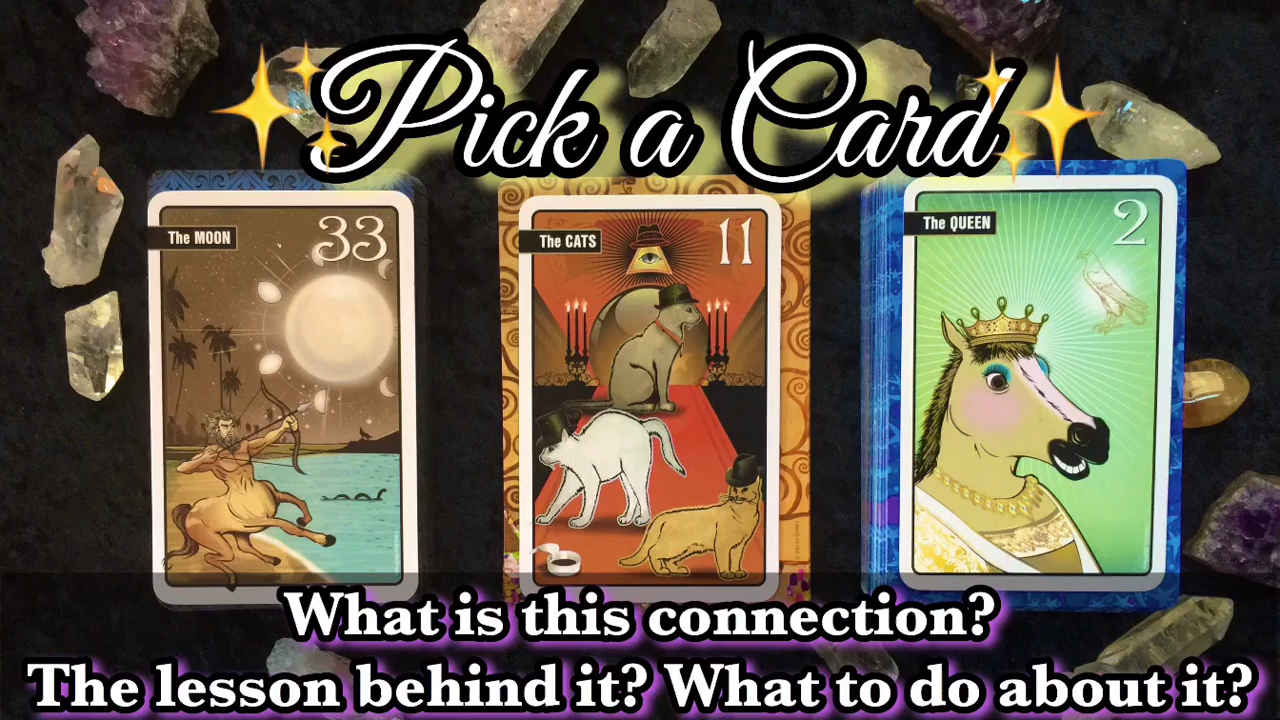 Pick a Card
The MOON
33
The CATS
11
The QUEEN
2
What is this connection?
The lesson behind it? What to do about it?